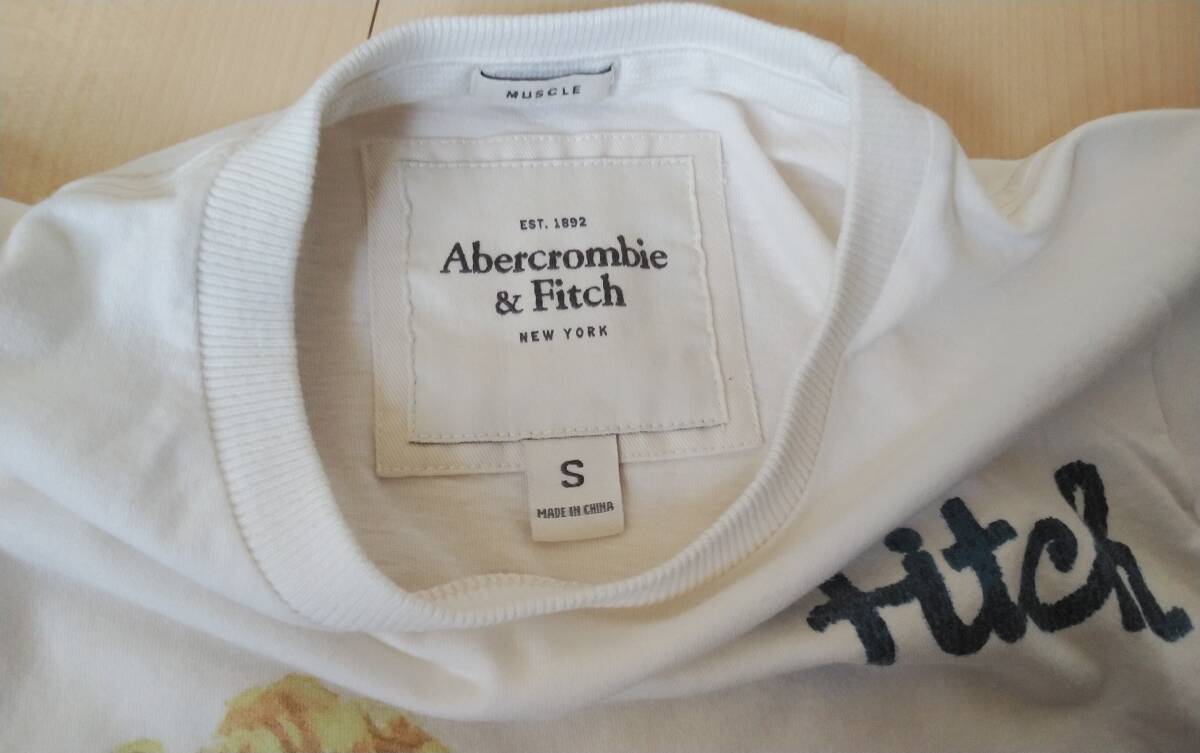 MUSCLE
EST. 1892
Abercrombie
& Fitch
NEW YORK
S
MADE IN CHINA
Fitch